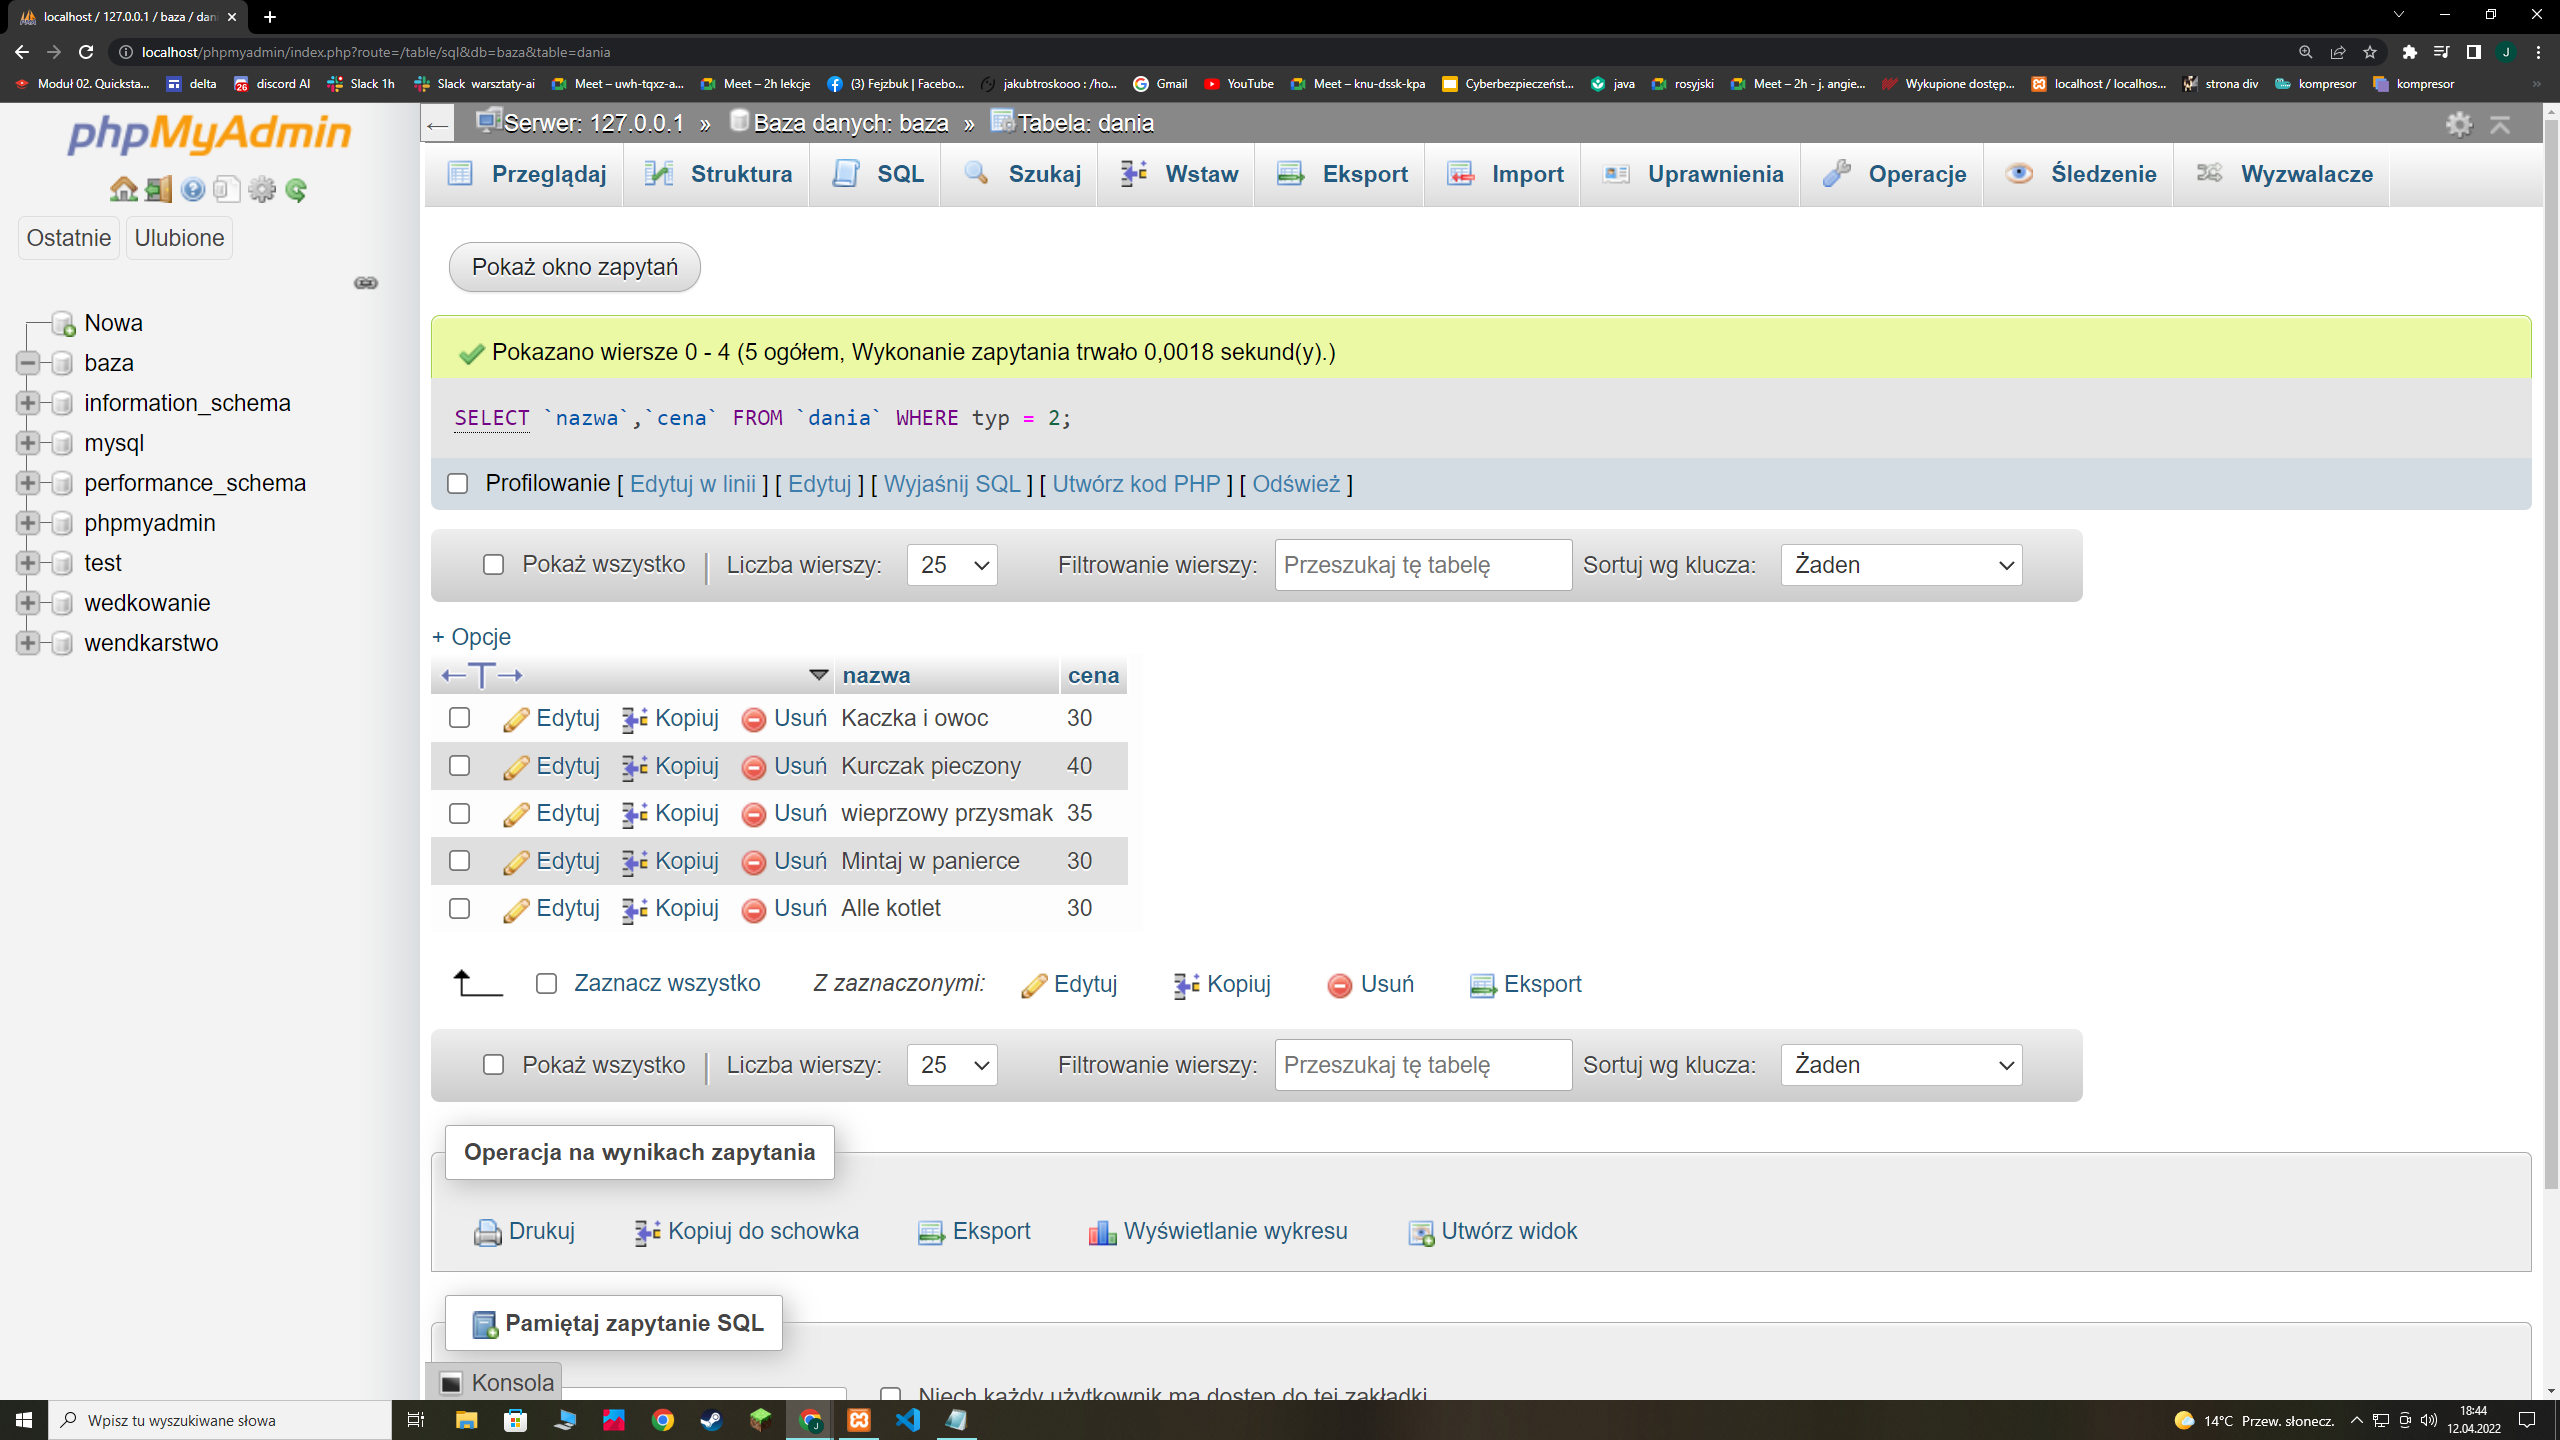 localhost / 127.0.0.1 / baza / dani
localhost/phpmyadmin/index.php?route=/table/sql&db=baza&table=dania
J
Moduł 02. Quicksta... delta discord AI Slack 1h Slack warsztaty-ai Meet – uwh-tqxz-a... Meet – 2h lekcje (3) Fejzbuk | Facebo... jakubtroskooo : /ho... Gmail YouTube Meet – knu-dssk-kpa Cyberbezpieczeńst... java rosyjski Meet – 2h - j. angie... Wykupione dostęp... localhost / localhos... strona div kompresor kompresor »
phpMyAdmin
Ostatnie Ulubione
Nowa
baza
information_schema
mysql
performance_schema
phpmyadmin
test
wedkowanie
wendkarstwo
← Serwer: 127.0.0.1 » Baza danych: baza » Tabela: dania
Przeglądaj Struktura SQL Szukaj Wstaw Eksport Import Uprawnienia Operacje Śledzenie Wyzwalacze
Pokaż okno zapytań
Pokazano wiersze 0 - 4 (5 ogółem, Wykonanie zapytania trwało 0,0018 sekund(y).)
SELECT `nazwa`,`cena` FROM `dania` WHERE typ = 2;
Profilowanie [ Edytuj w linii ] [ Edytuj ] [ Wyjaśnij SQL ] [ Utwórz kod PHP ] [ Odśwież ]
Pokaż wszystko Liczba wierszy: 25 Filtrowanie wierszy: Przeszukaj tę tabelę Sortuj wg klucza: Żaden
+ Opcje
←T→ nazwa cena
Edytuj Kopiuj Usuń Kaczka i owoc 30
Edytuj Kopiuj Usuń Kurczak pieczony 40
Edytuj Kopiuj Usuń wieprzowy przysmak 35
Edytuj Kopiuj Usuń Mintaj w panierce 30
Edytuj Kopiuj Usuń Alle kotlet 30
Zaznacz wszystko Z zaznaczonymi: Edytuj Kopiuj Usuń Eksport
Pokaż wszystko Liczba wierszy: 25 Filtrowanie wierszy: Przeszukaj tę tabelę Sortuj wg klucza: Żaden
Operacja na wynikach zapytania
Drukuj Kopiuj do schowka Eksport Wyświetlanie wykresu Utwórz widok
Pamiętaj zapytanie SQL
Konsola
Niech każdy użytkownik ma dostęp do tej zakładki
Wpisz tu wyszukiwane słowa
14°C Przew. słonecz.
18:44
12.04.2022